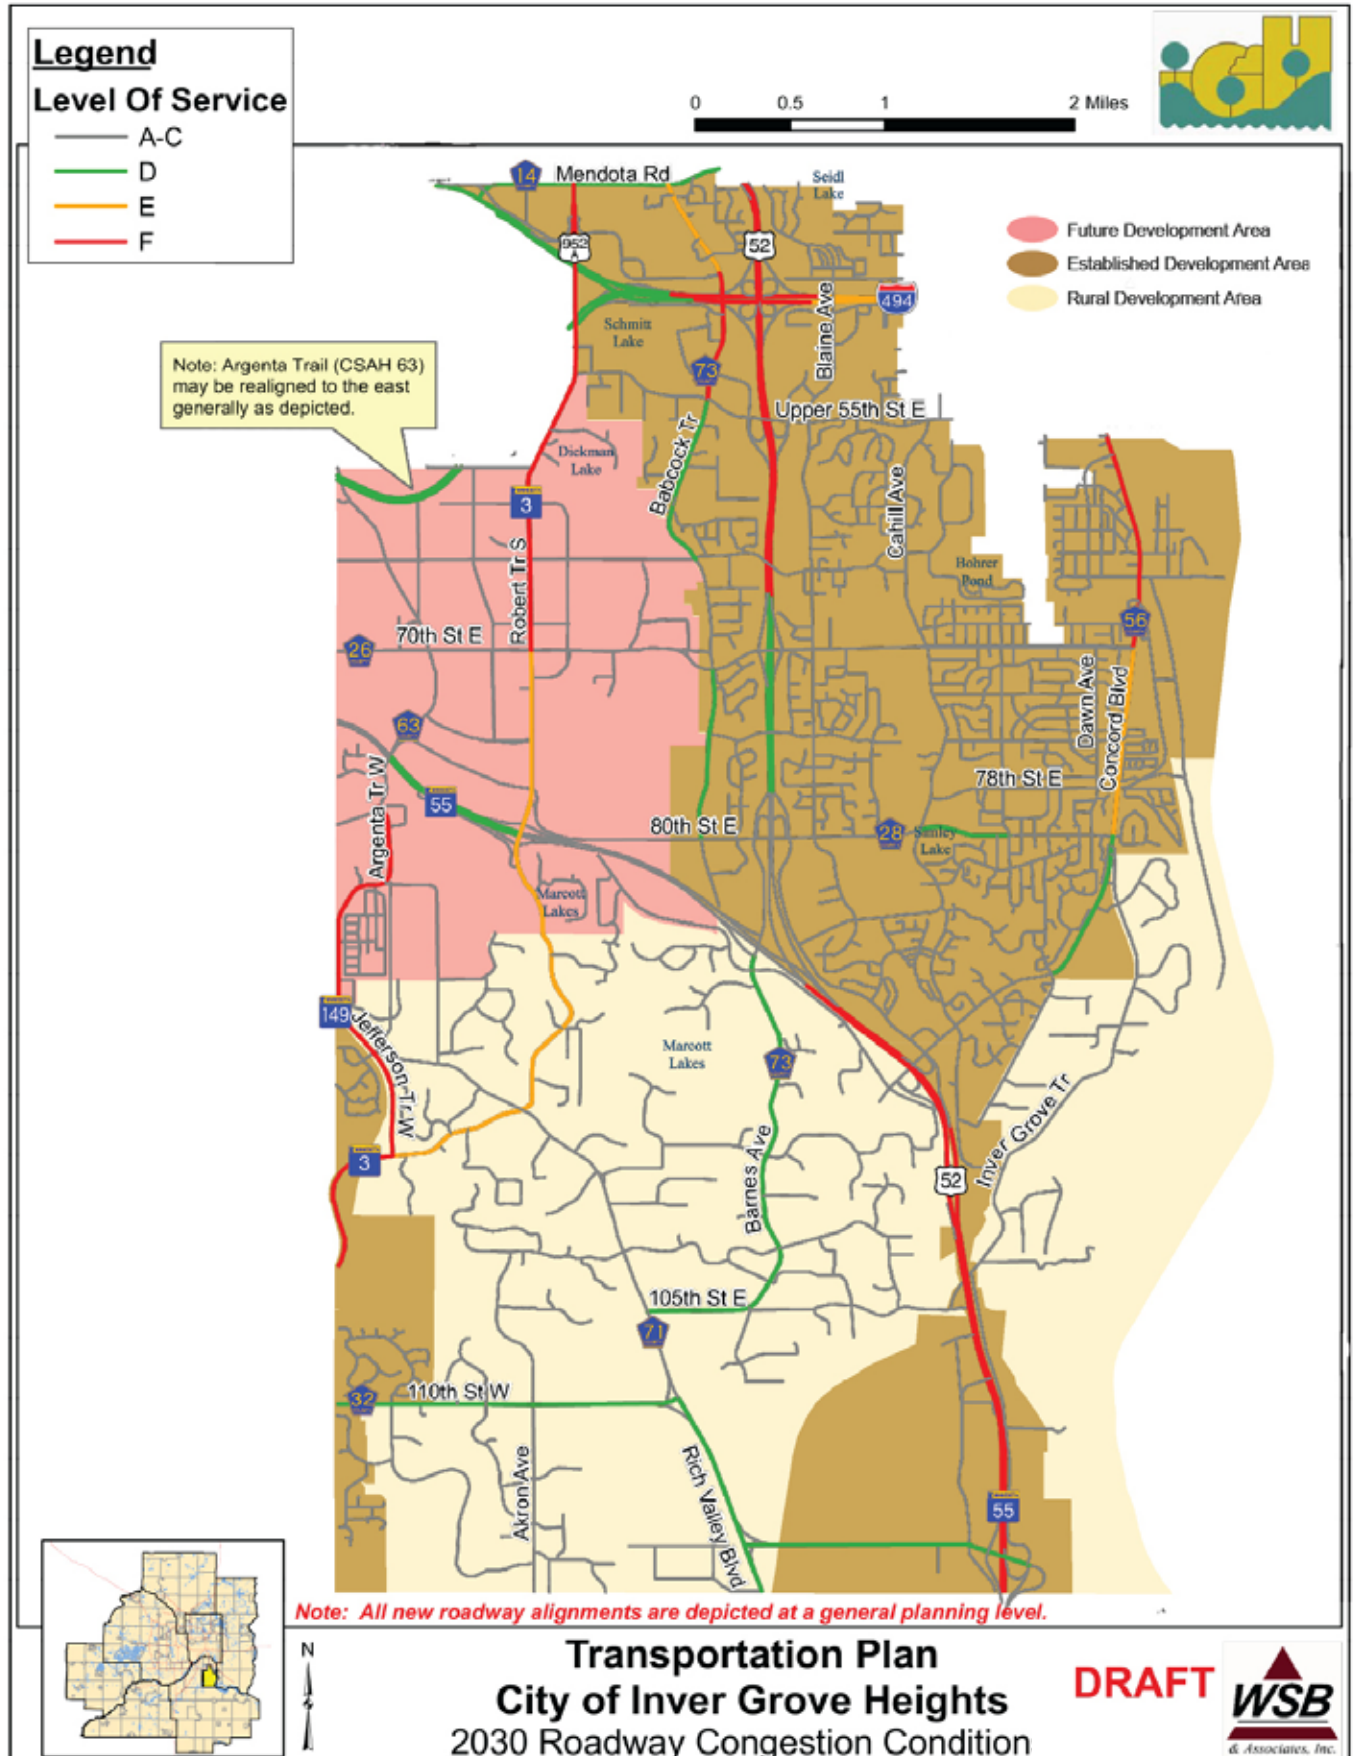 Legend
Level Of Service
A-C
D
E
F
0 0.5 1 2 Miles
14
Mendota Rd
Seidl
Lake
952
A
52
Future Development Area
Established Development Area
Rural Development Area
494
Blaine Ave
Schmitt
Lake
Note: Argenta Trail (CSAH 63)
may be realigned to the east
generally as depicted.
73
Upper 55th St E
Babcock Tr
Dickman
Lake
Cahill Ave
3
Robert Tr S
Bohrer
Pond
56
26
70th St E
Dawn Ave
Concord Blvd
63
Argenta Tr W
55
78th St E
80th St E
28
Simley
Lake
Marcott
Lakes
149
Jefferson Tr W
Marcott
Lakes
73
Inver Grove Tr
Barnes Ave
3
52
105th St E
71
32
110th St W
Akron Ave
Rich Valley Blvd
55
Note: All new roadway alignments are depicted at a general planning level.
N
Transportation Plan
City of Inver Grove Heights
2030 Roadway Congestion Condition
DRAFT
WSB
& Associates, Inc.